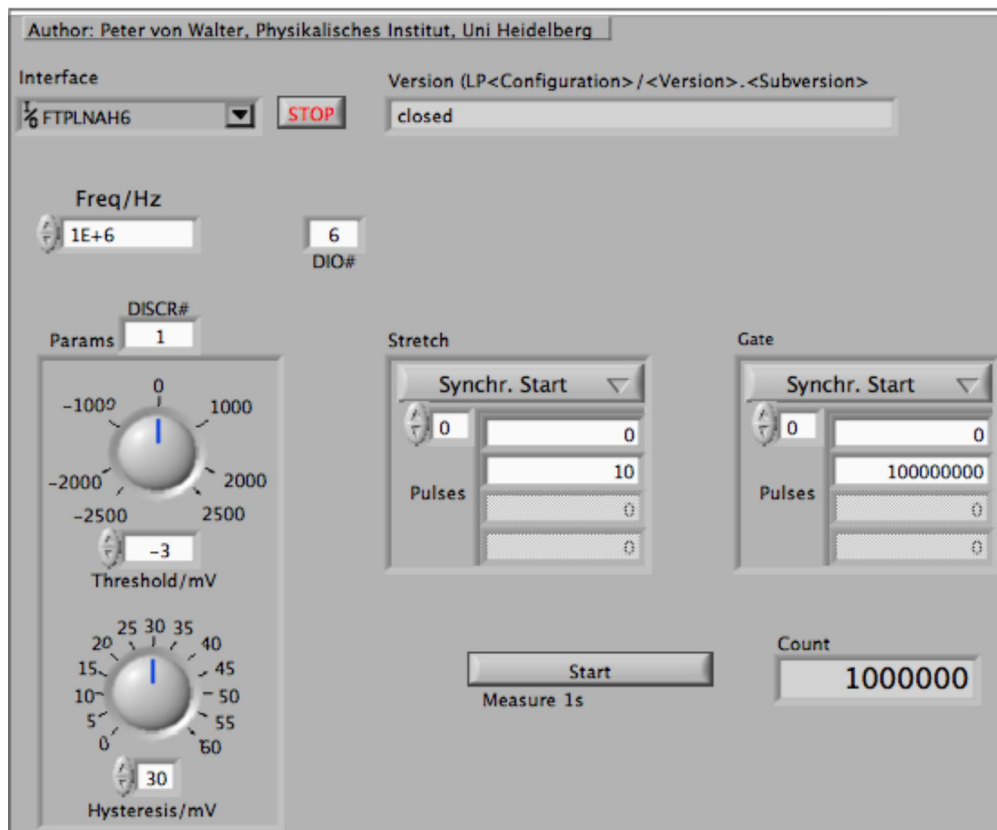 Author: Peter von Walter, Physikalisches Institut, Uni Heidelberg
Interface
Version (LP<Configuration>/<Version>.<Subversion>
I/O FTPLNAH6
STOP
closed
Freq/Hz
1E+6
6
DIO#
DISCR#
Params 1
Stretch
Gate
0
-1000 1000
-2000 2000
-2500 2500
-3
Threshold/mV
Synchr. Start
0 0
10
Pulses
0
0
Synchr. Start
0 0
100000000
Pulses
0
0
25 30 35
20 40
15 45
10 50
5 55
0 60
30
Hysteresis/mV
Start
Measure 1s
Count
1000000